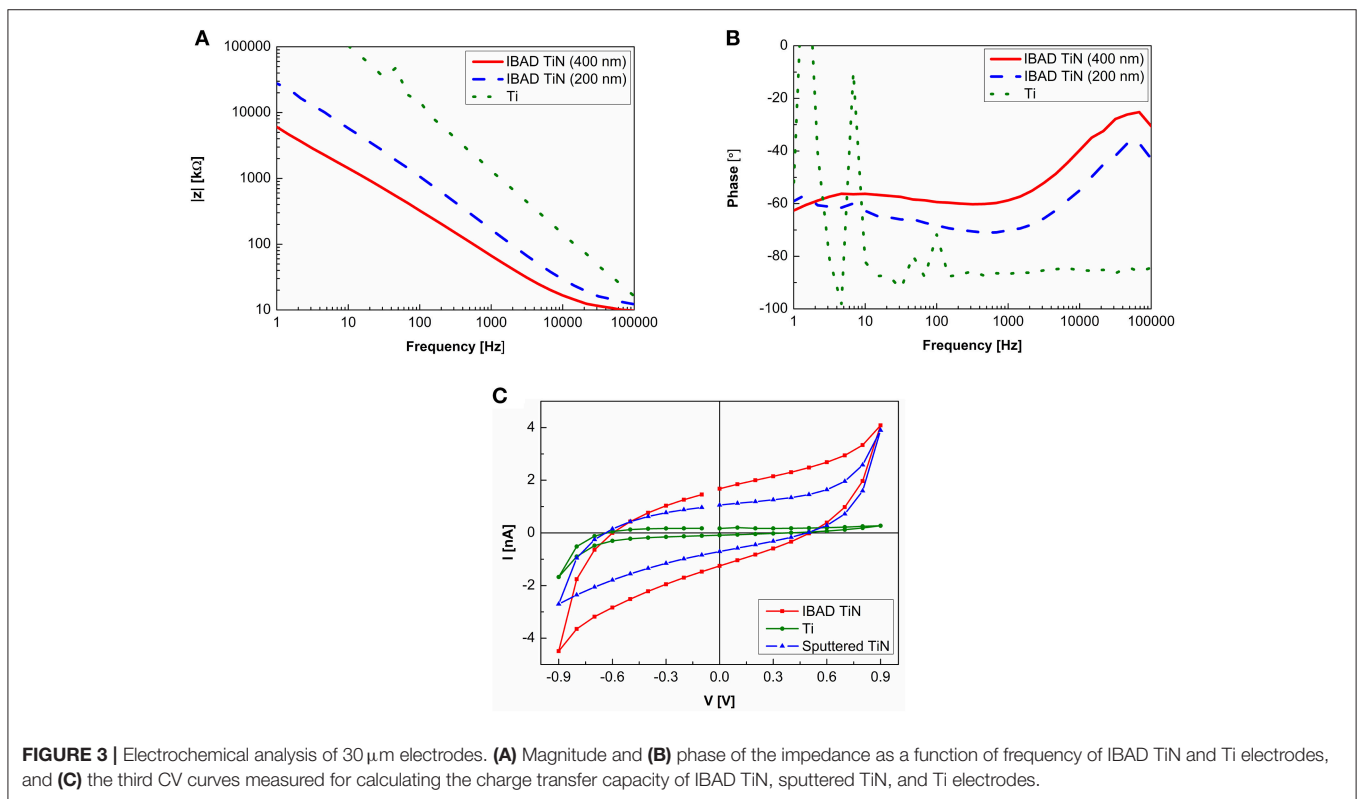 A
100000
10000
1000
100
10
|z| [kΩ]
IBAD TiN (400 nm)
IBAD TiN (200 nm)
Ti
1 10 100 1000 10000 100000
Frequency [Hz]
B
0
-20
-40
-60
-80
-100
Phase [°]
IBAD TiN (400 nm)
IBAD TiN (200 nm)
Ti
1 10 100 1000 10000 100000
Frequency [Hz]
C
4
2
0
-2
-4
I [nA]
IBAD TiN
Ti
Sputtered TiN
-0.9 -0.6 -0.3 0.0 0.3 0.6 0.9
V [V]
FIGURE 3 | Electrochemical analysis of 30 μm electrodes. (A) Magnitude and (B) phase of the impedance as a function of frequency of IBAD TiN and Ti electrodes,
and (C) the third CV curves measured for calculating the charge transfer capacity of IBAD TiN, sputtered TiN, and Ti electrodes.